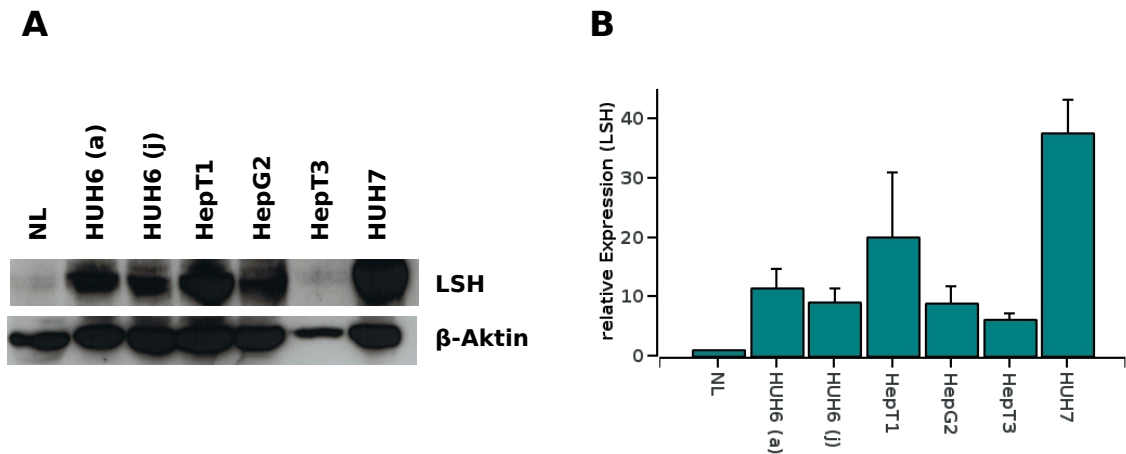 A
NL
HUH6 (a)
HUH6 (j)
HepT1
HepG2
HepT3
HUH7
LSH
β-Aktin
B
relative Expression (LSH)
40
30
20
10
0
NL
HUH6 (a)
HUH6 (j)
HepT1
HepG2
HepT3
HUH7